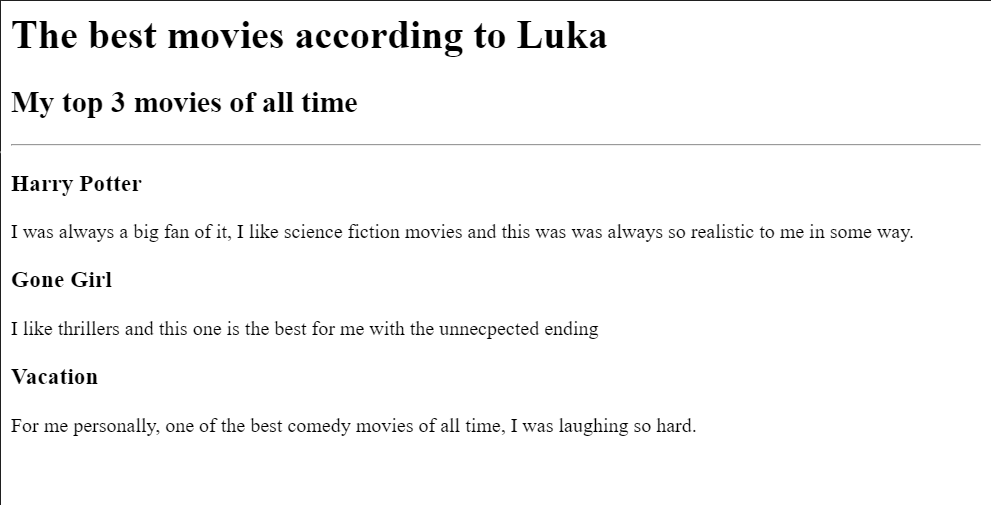 The best movies according to Luka
My top 3 movies of all time
Harry Potter
I was always a big fan of it, I like science fiction movies and this was was always so realistic to me in some way.
Gone Girl
I like thrillers and this one is the best for me with the unnecpected ending
Vacation
For me personally, one of the best comedy movies of all time, I was laughing so hard.